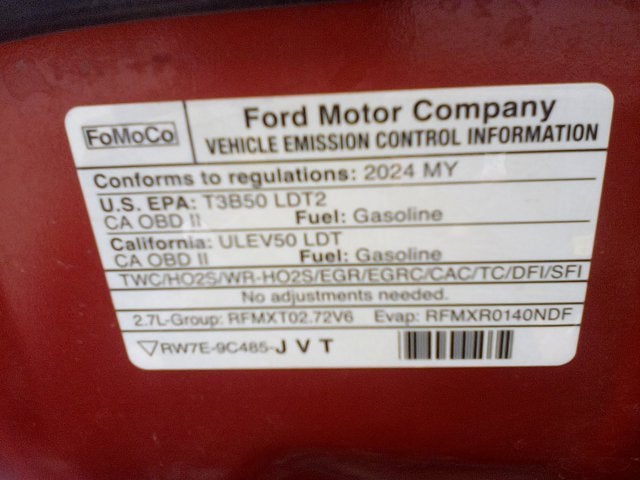 FoMoCo
Ford Motor Company
VEHICLE EMISSION CONTROL INFORMATION
Conforms to regulations: 2024 MY
U.S. EPA: T3B50 LDT2
CA OBD II Fuel: Gasoline
California: ULEV50 LDT
CA OBD II Fuel: Gasoline
TWC/HO2S/WR-HO2S/EGR/EGRC/CAC/TC/DFI/SFI
No adjustments needed.
2.7L-Group: RFMXT02.72V6 Evap: RFMXR0140NDF
RW7E-9C485-JVT